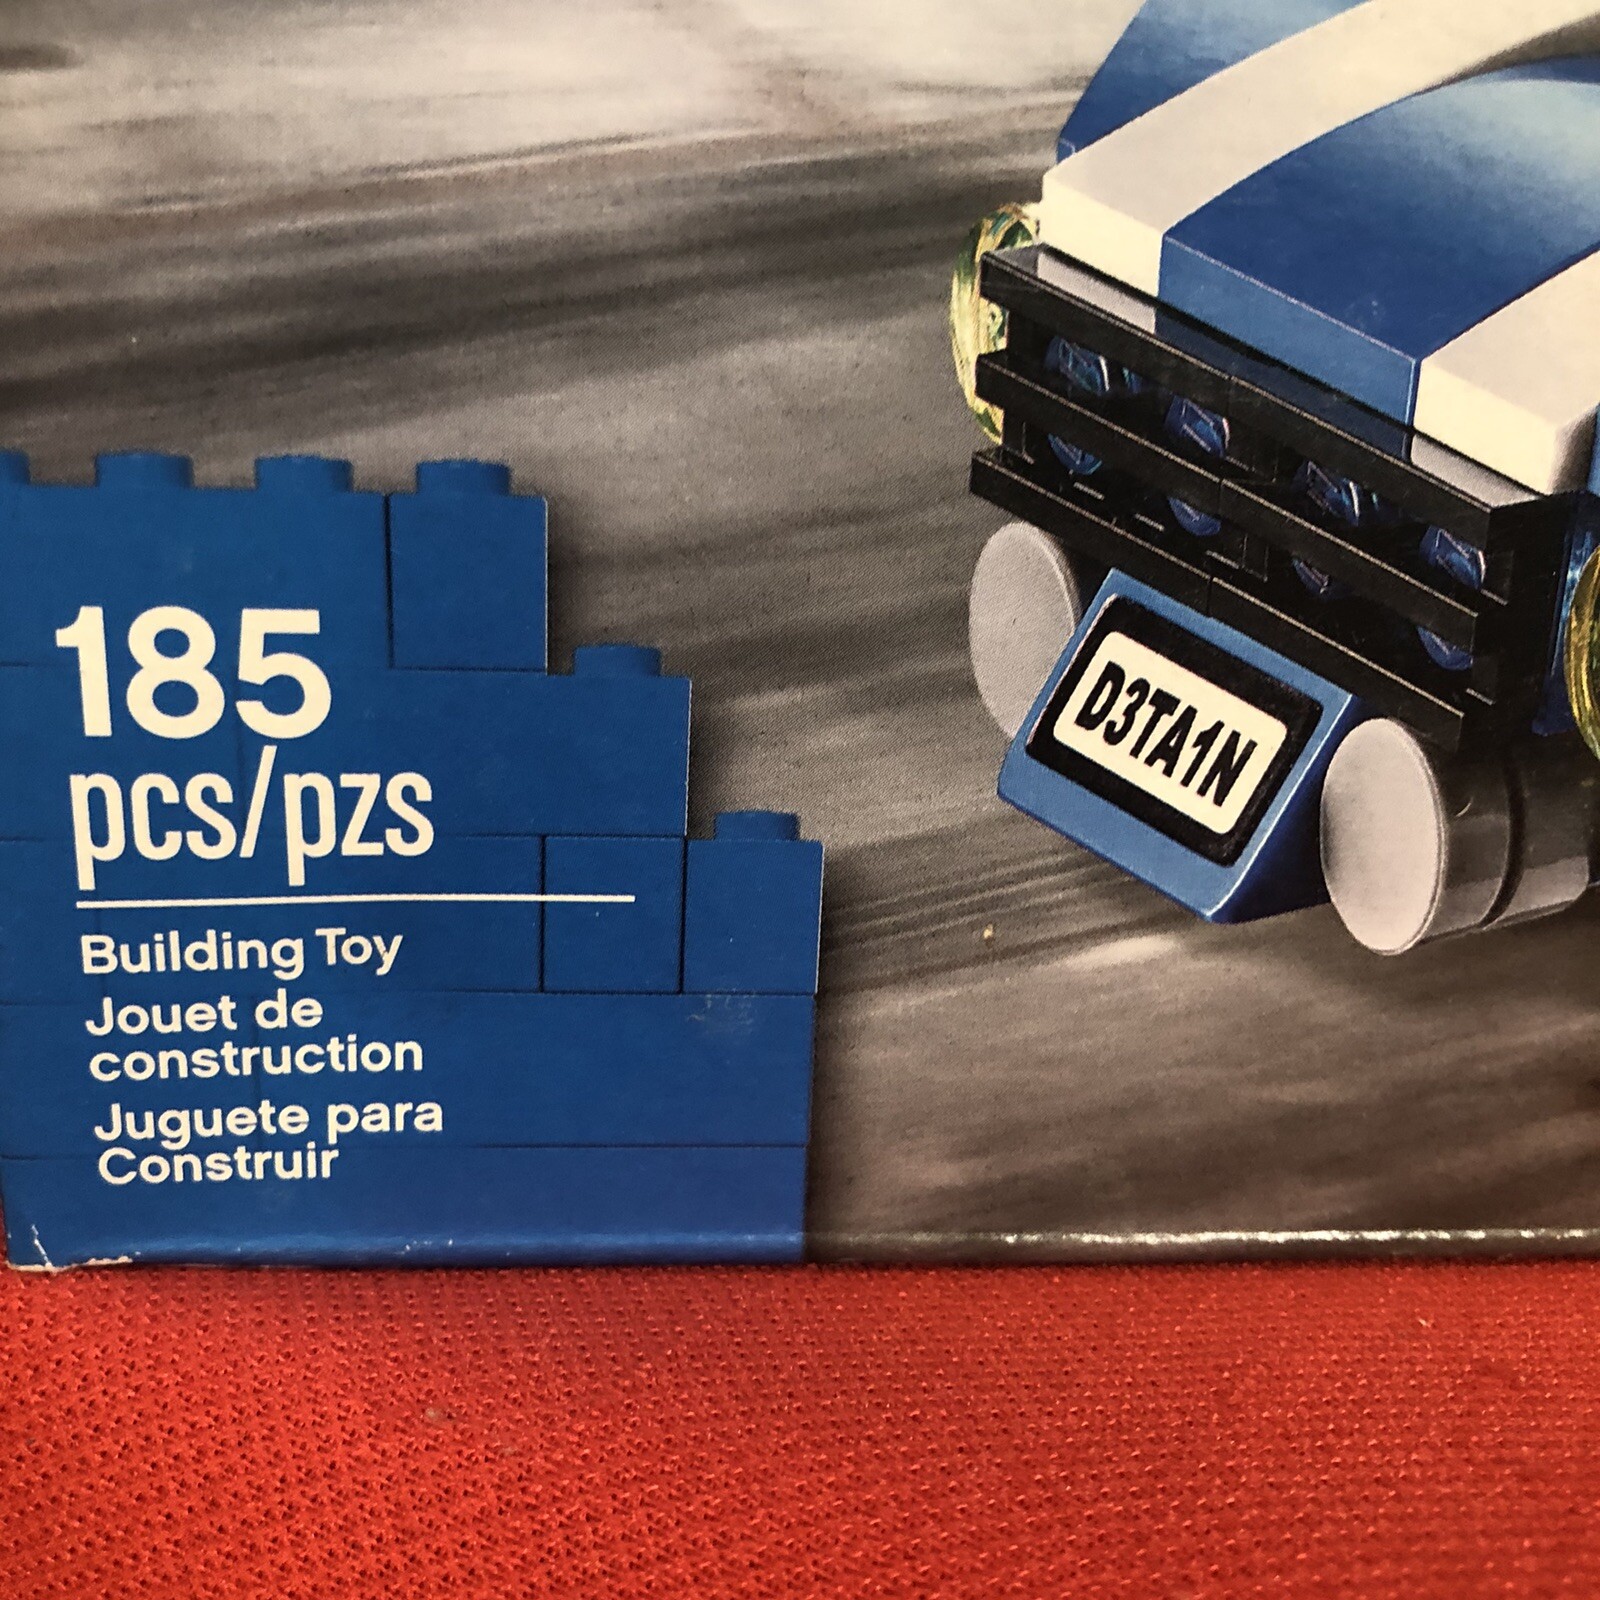 185
pcs/pzs
Building Toy
Jouet de
construction
Juguete para
Construir
D3TA1N